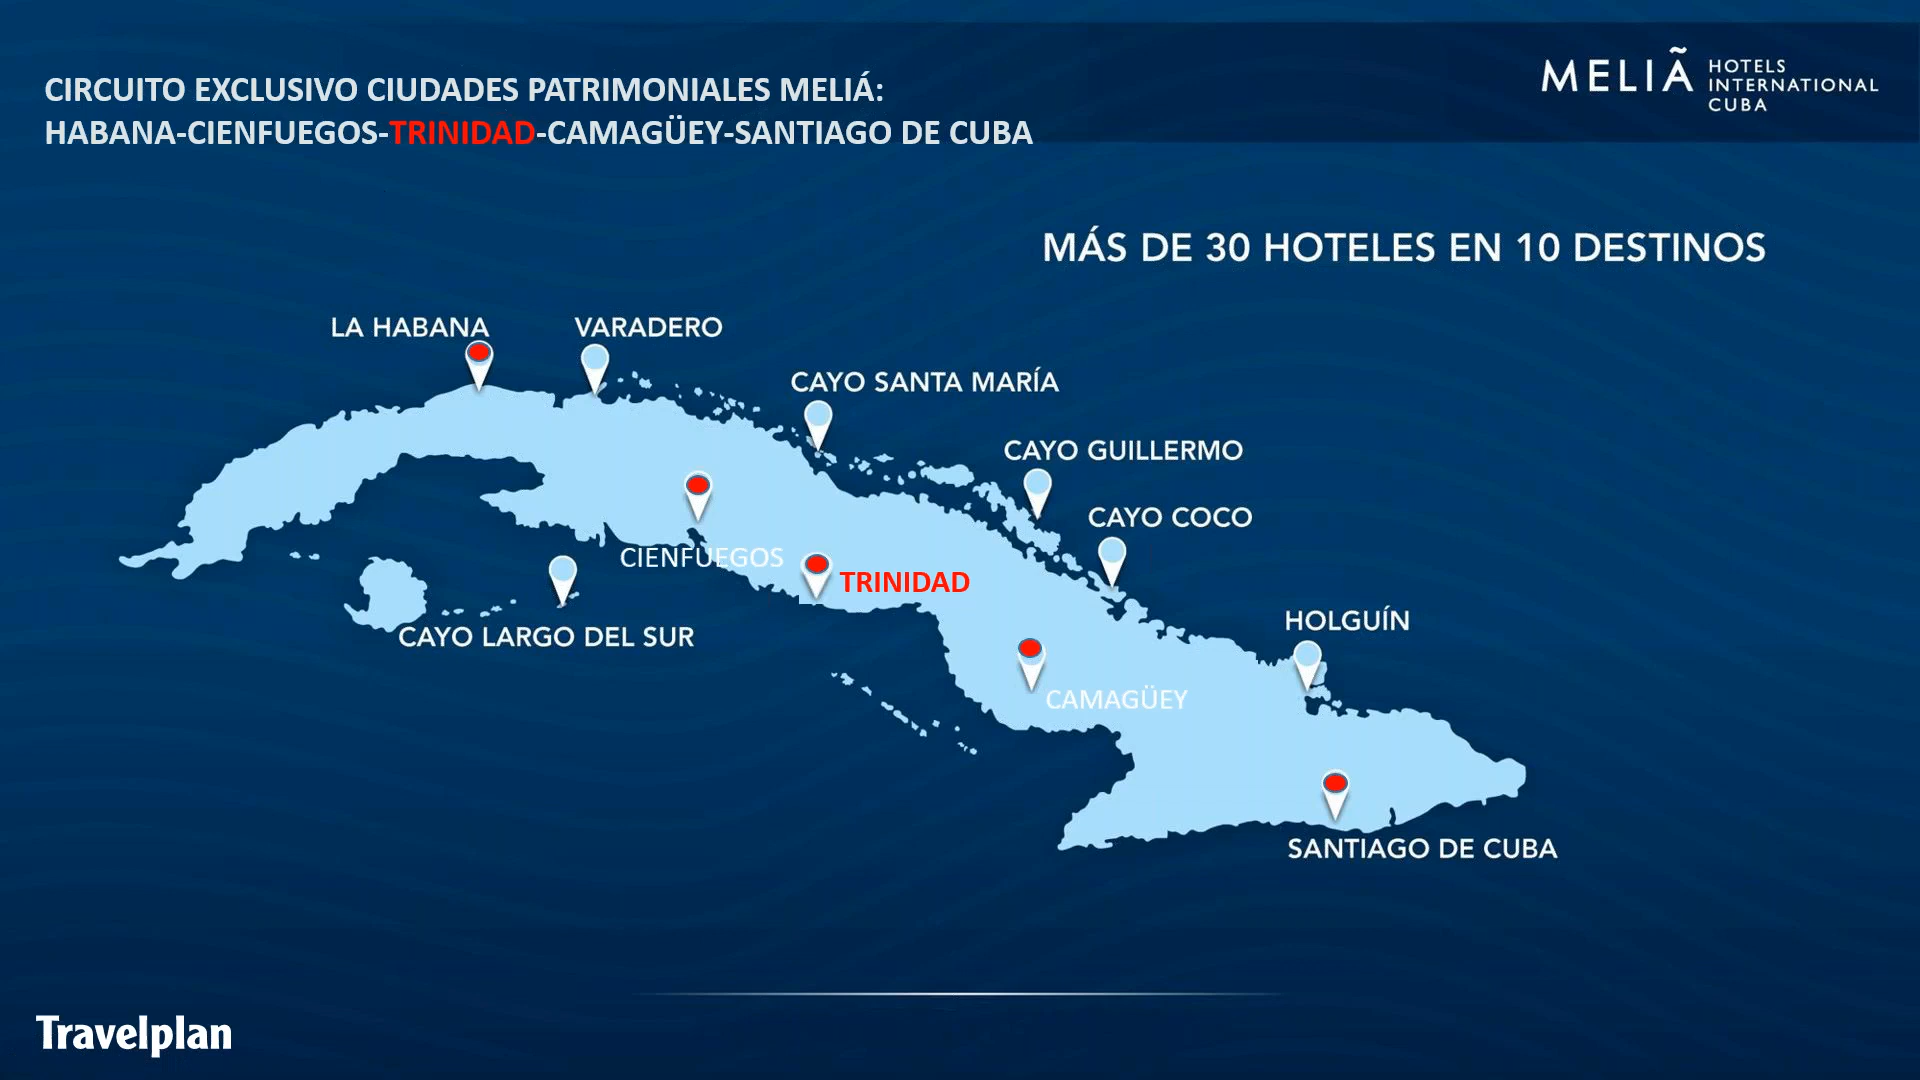 CIRCUITO EXCLUSIVO CIUDADES PATRIMONIALES MELIÁ:
HABANA-CIENFUEGOS-TRINIDAD-CAMAGÜEY-SANTIAGO DE CUBA
MELIÃ HOTELS
INTERNATIONAL
CUBA
MÁS DE 30 HOTELES EN 10 DESTINOS
LA HABANA
VARADERO
CAYO SANTA MARÍA
CAYO GUILLERMO
CAYO COCO
CIENFUEGOS
TRINIDAD
HOLGUÍN
CAYO LARGO DEL SUR
CAMAGÜEY
SANTIAGO DE CUBA
Travelplan